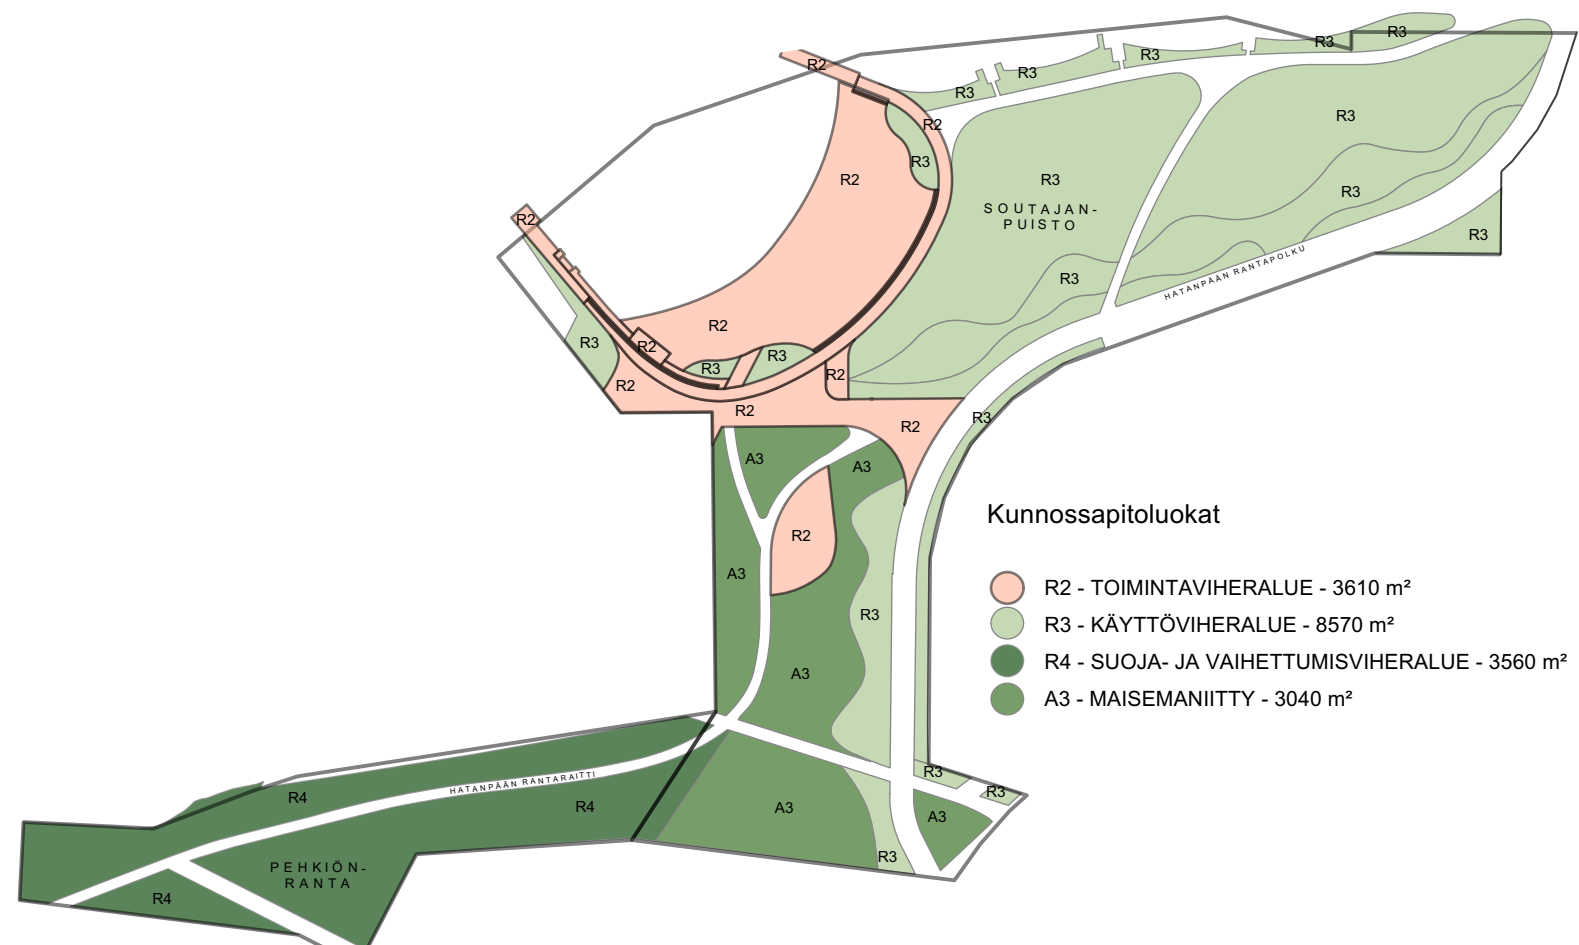 R3
R3
R3
R2
R3
R3
R3
R2
R3
R3
R2
R3
R3
SOUTAJAN-
PUISTO
R2
R3
HATANPÄÄN RANTAPOLKU
R3
R2
R3
R2
R3
R3
R2
R2
R2
R3
R2
A3
A3
R2
A3
R3
A3
Kunnossapitoluokat
R2 - TOIMINTAVIHERALUE - 3610 m²
R3 - KÄYTTÖVIHERALUE - 8570 m²
R4 - SUOJA- JA VAIHETTUMISVIHERALUE - 3560 m²
A3 - MAISEMANIITTY - 3040 m²
R3
HATANPÄÄN RANTARAITTI
R3
R4
R4
A3
A3
R3
PEHKIÖN-
RANTA
R4